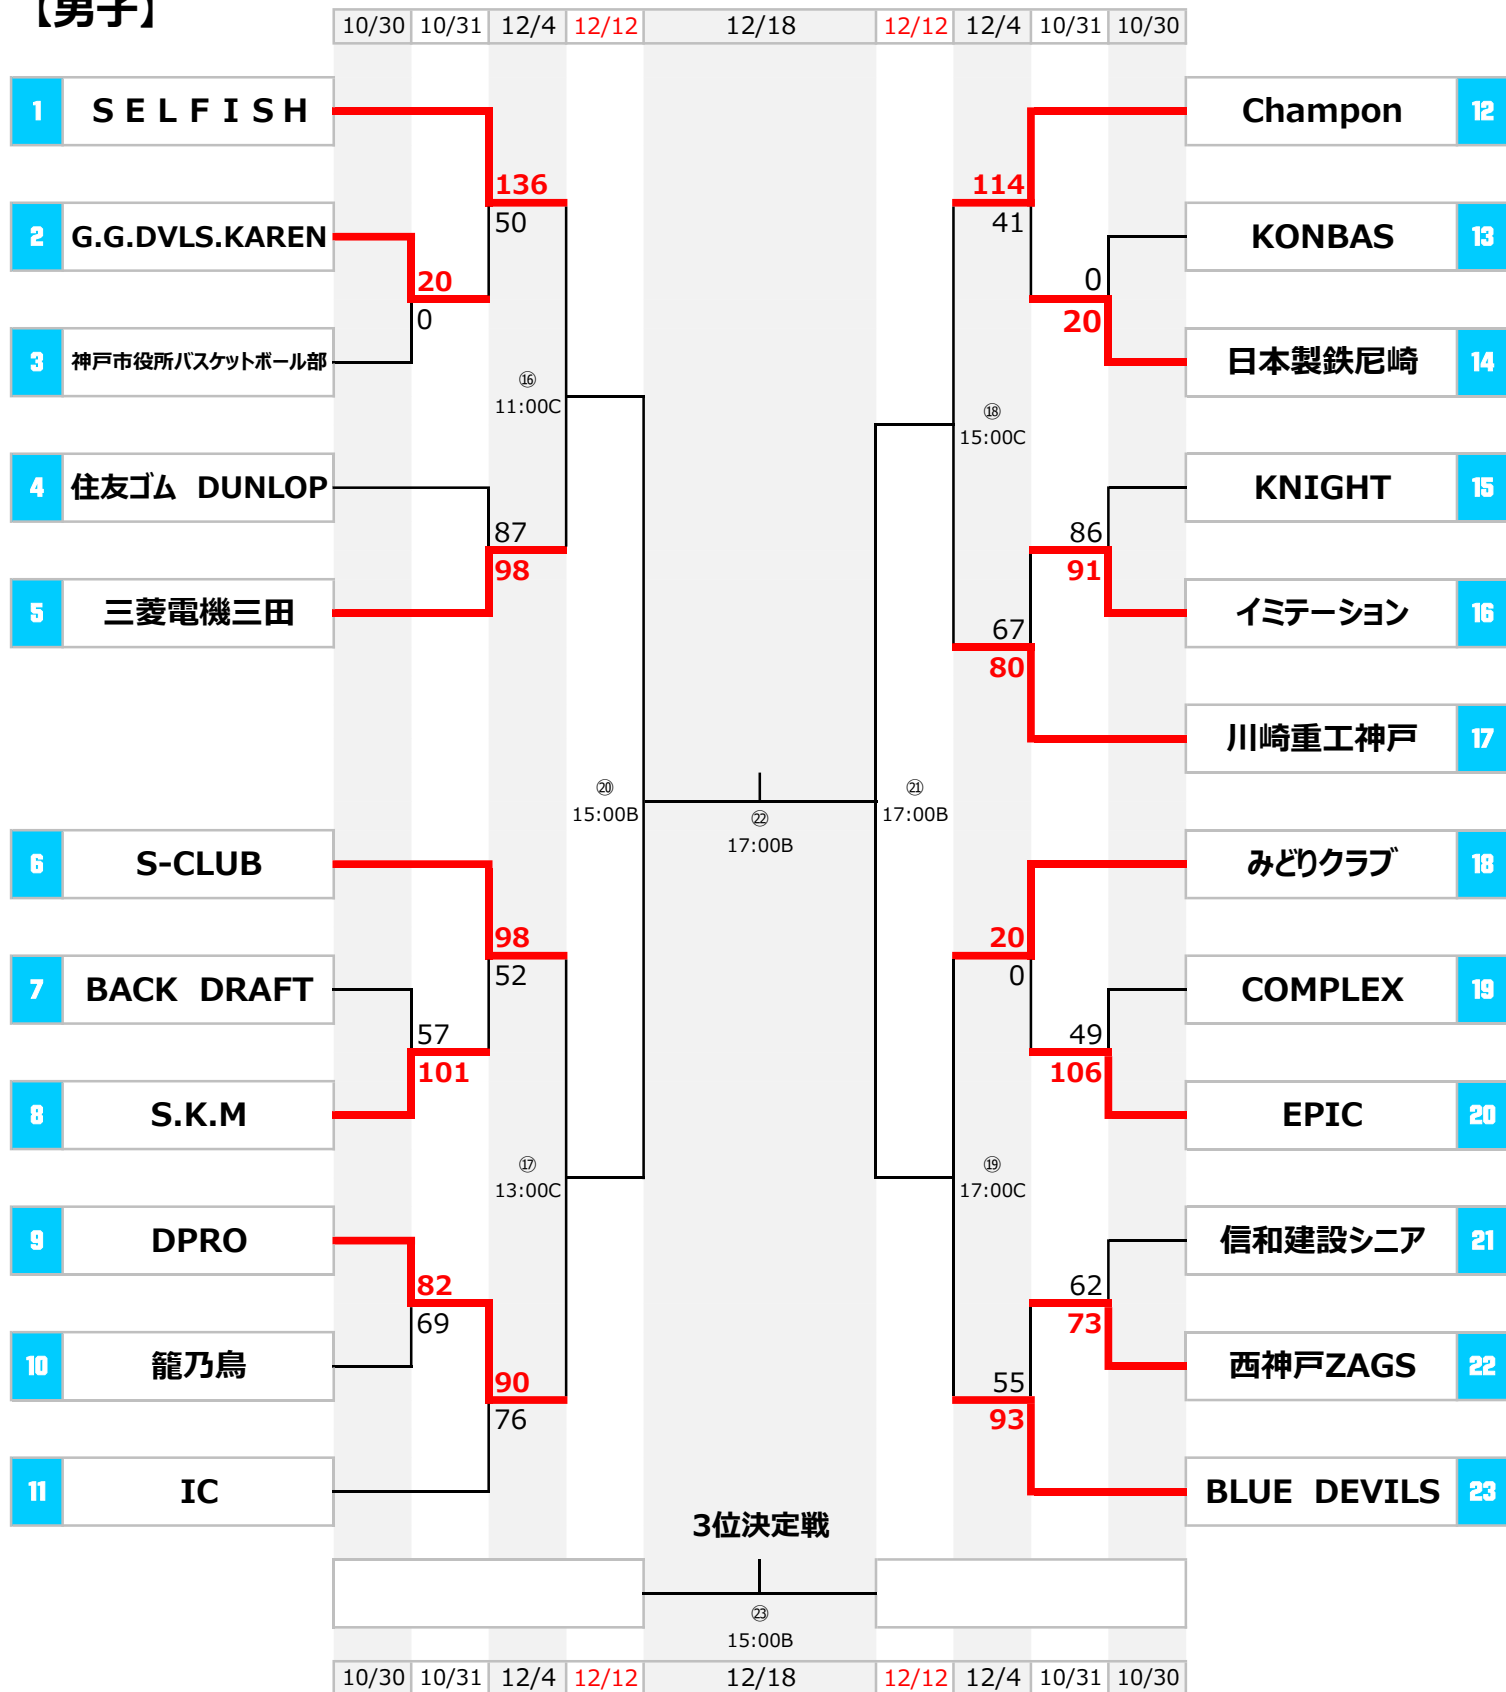 【男子】
10/30 10/31 12/4 12/12 12/18 12/12 12/4 10/31 10/30
1 SELFISH
2 G.G.DVLS.KAREN
3 神戸市役所バスケットボール部
4 住友ゴム DUNLOP
5 三菱電機三田
6 S-CLUB
7 BACK DRAFT
8 S.K.M
9 DPRO
10 籠乃鳥
11 IC
136
50
20
0
⑯
11:00C
87
98
98
52
57
101
⑰
13:00C
82
69
90
76
⑳
15:00B
㉒
17:00B
㉑
17:00B
114
41
0
20
⑱
15:00C
86
91
67
80
20
0
49
106
⑲
17:00C
62
73
55
93
Champon 12
KONBAS 13
日本製鉄尼崎 14
KNIGHT 15
イミテーション 16
川崎重工神戸 17
みどりクラブ 18
COMPLEX 19
EPIC 20
信和建設シニア 21
西神戸ZAGS 22
BLUE DEVILS 23
3位決定戦
㉓
15:00B
10/30 10/31 12/4 12/12 12/18 12/12 12/4 10/31 10/30